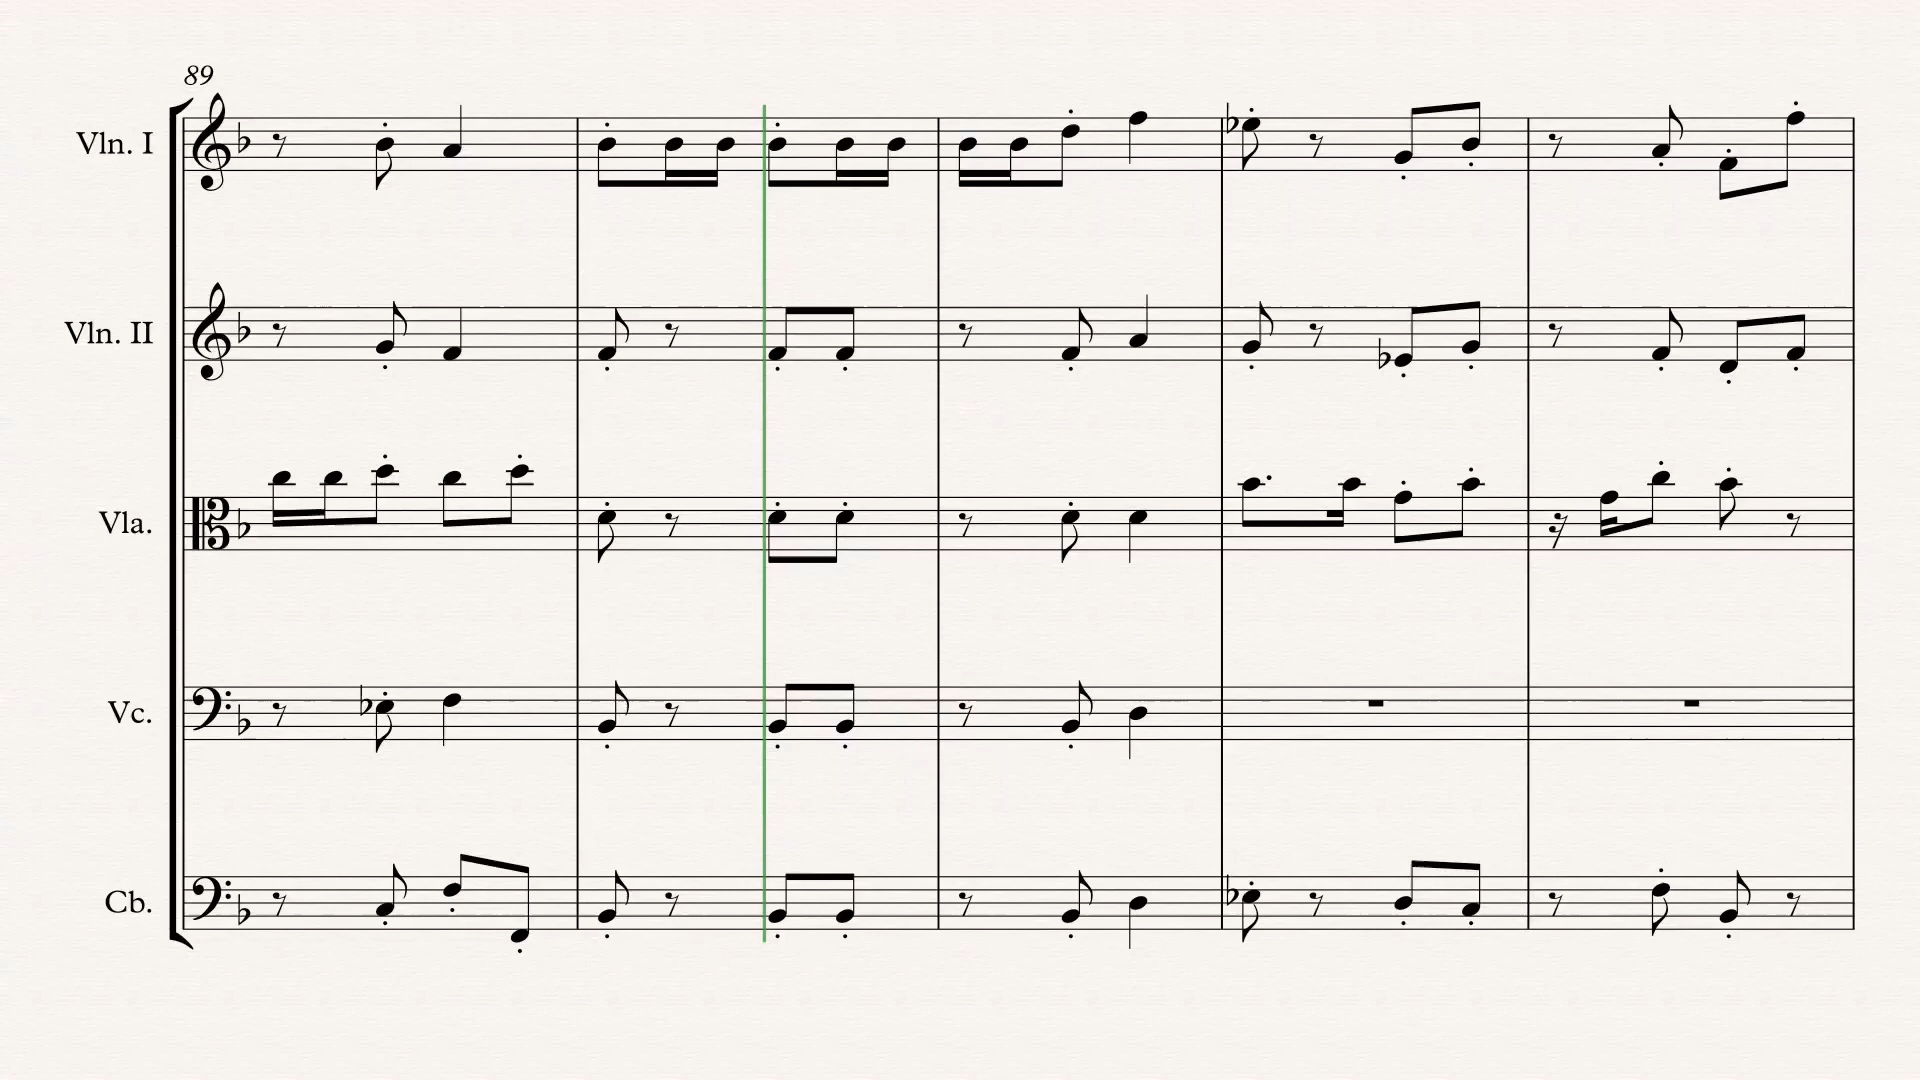 89
Vln. I
Vln. II
Vla.
Vc.
Cb.